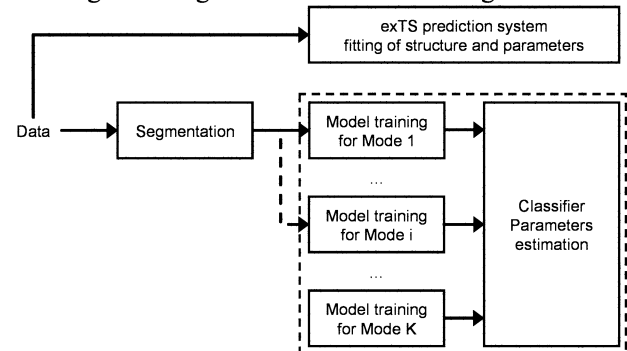 exTS prediction system
fitting of structure and parameters
Data
Segmentation
Model training
for Mode 1
...
Model training
for Mode i
...
Model training
for Mode K
Classifier
Parameters
estimation